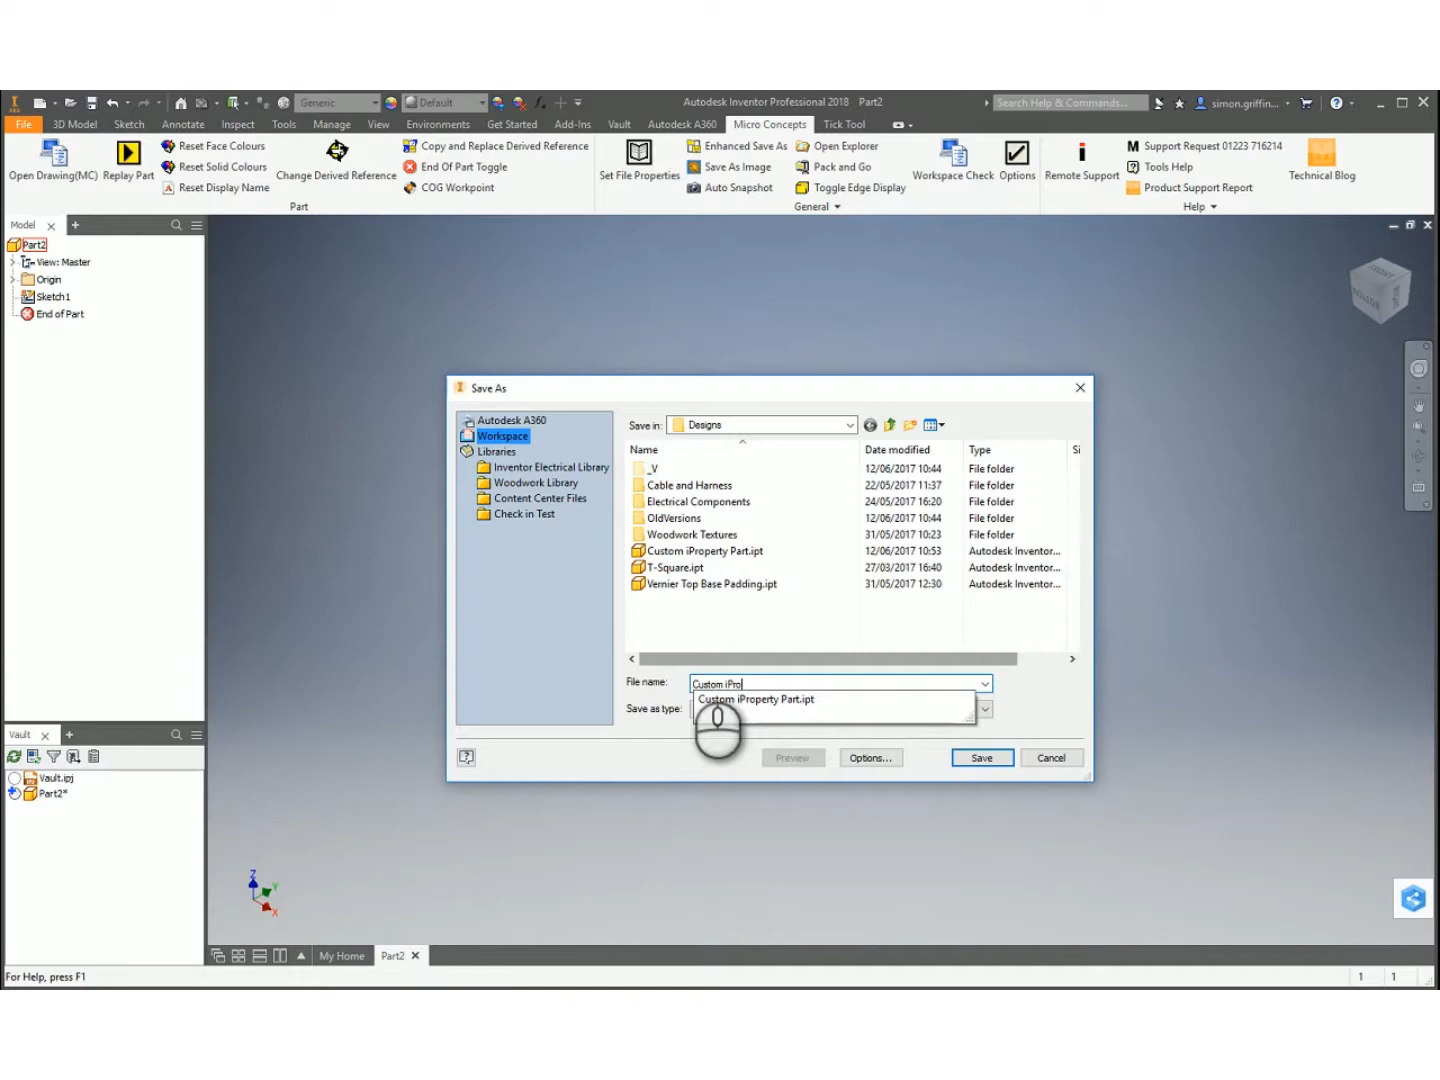 Generic
Default
Autodesk Inventor Professional 2018 Part2
Search Help & Commands...
simon.griffin...
File 3D Model Sketch Annotate Inspect Tools Manage View Environments Get Started Add-Ins Vault Autodesk A360 Micro Concepts Tick Tool
Open Drawing(MC)
Replay Part
Reset Face Colours
Reset Solid Colours
Reset Display Name
Change Derived Reference
Copy and Replace Derived Reference
End Of Part Toggle
COG Workpoint
Part
Set File Properties
Enhanced Save As
Save As Image
Auto Snapshot
Open Explorer
Pack and Go
Toggle Edge Display
General
Workspace Check
Options
Remote Support
Support Request 01223 716214
Tools Help
Product Support Report
Help
Technical Blog
Model
Part2
View: Master
Origin
Sketch1
End of Part
FRONT
BOTTOM
Save As
Autodesk A360
Workspace
Libraries
Inventor Electrical Library
Woodwork Library
Content Center Files
Check in Test
Save in: Designs
Name Date modified Type Si
_V 12/06/2017 10:44 File folder
Cable and Harness 22/05/2017 11:37 File folder
Electrical Components 24/05/2017 16:20 File folder
OldVersions 12/06/2017 10:44 File folder
Woodwork Textures 31/05/2017 10:23 File folder
Custom iProperty Part.ipt 12/06/2017 10:53 Autodesk Inventor...
T-Square.ipt 27/03/2017 16:40 Autodesk Inventor...
Vernier Top Base Padding.ipt 31/05/2017 12:30 Autodesk Inventor...
File name: Custom iPro
Custom iProperty Part.ipt
Save as type:
Preview Options... Save Cancel
Vault
Vault.ipj
Part2*
Z
Y
X
My Home Part2
For Help, press F1
1 1